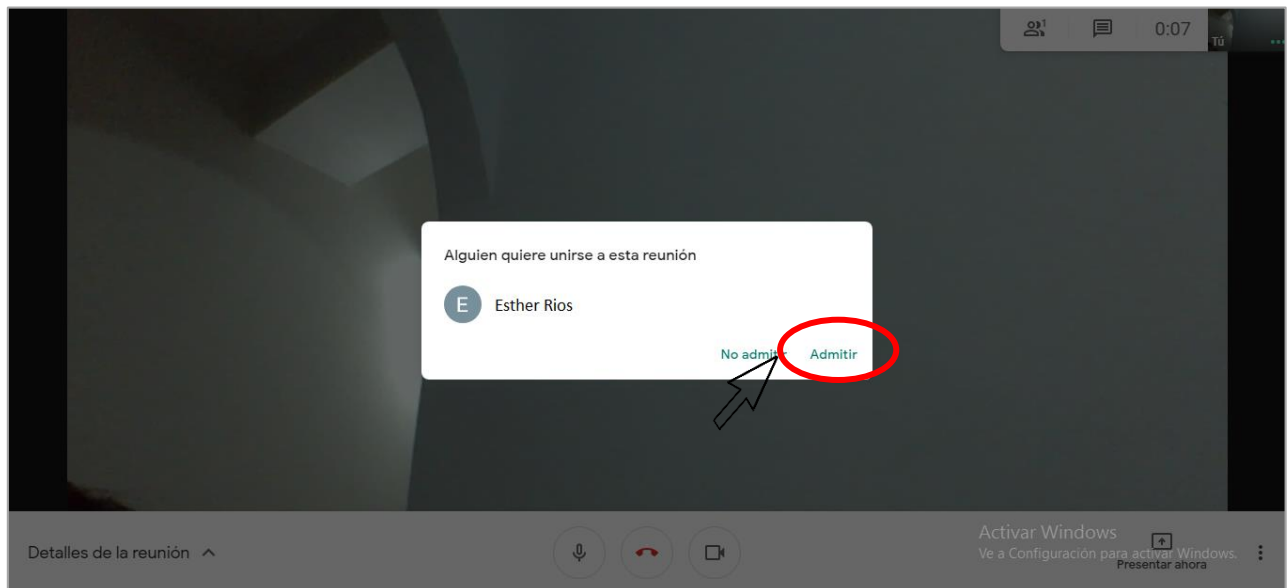 1
0:07
Tú
Alguien quiere unirse a esta reunión
E
Esther Rios
No admitir Admitir
Detalles de la reunión
Activar Windows
Ve a Configuración para activar Windows.
Presentar ahora